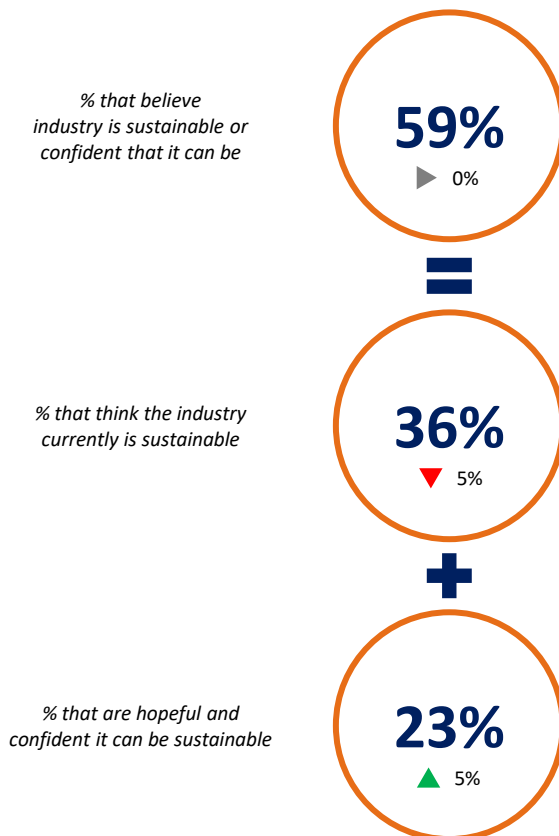 % that believe
industry is sustainable or
confident that it can be
59%
0%
=
% that think the industry
currently is sustainable
36%
5%
+
% that are hopeful and
confident it can be sustainable
23%
5%